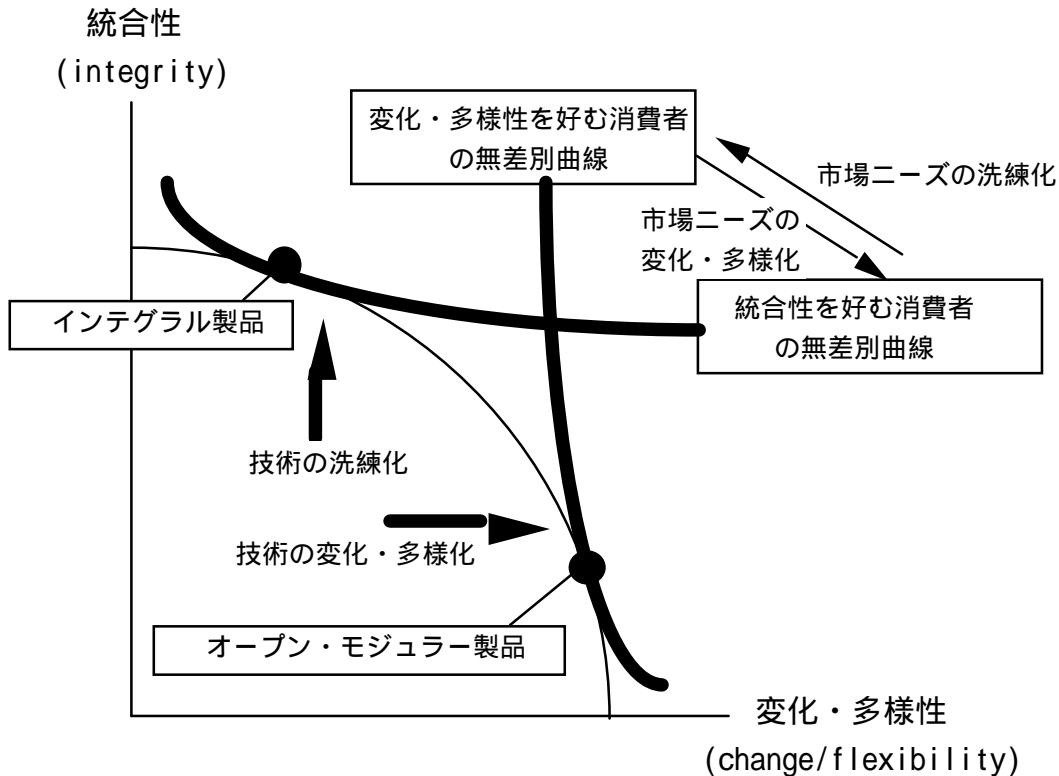 統合性
(integrity)
変化・多様性を好む消費者
の無差別曲線
市場ニーズの洗練化
市場ニーズの
変化・多様化
統合性を好む消費者
の無差別曲線
インテグラル製品
技術の洗練化
技術の変化・多様化
オープン・モジュラー製品
変化・多様性
(change/flexibility)